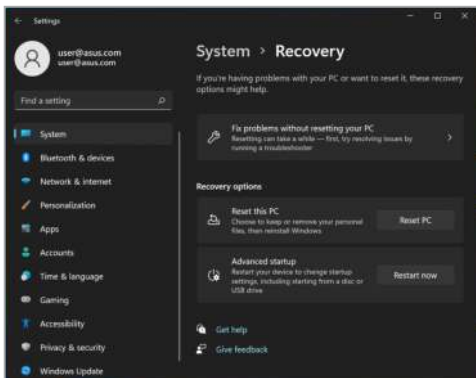 Settings
user@asus.com
user@asus.com
Find a setting
System
Bluetooth & devices
Network & internet
Personalization
Apps
Accounts
Time & language
Gaming
Accessibility
Privacy & security
Windows Update
System > Recovery
If you're having problems with your PC or want to reset it, these recovery
options might help.
Fix problems without resetting your PC
Resetting can take a while — first, try resolving issues by
running a troubleshooter
Recovery options
Reset this PC
Choose to keep or remove your personal
files, then reinstall Windows
Reset PC
Advanced startup
Restart your device to change startup
settings, including starting from a disc or
USB drive
Restart now
Get help
Give feedback